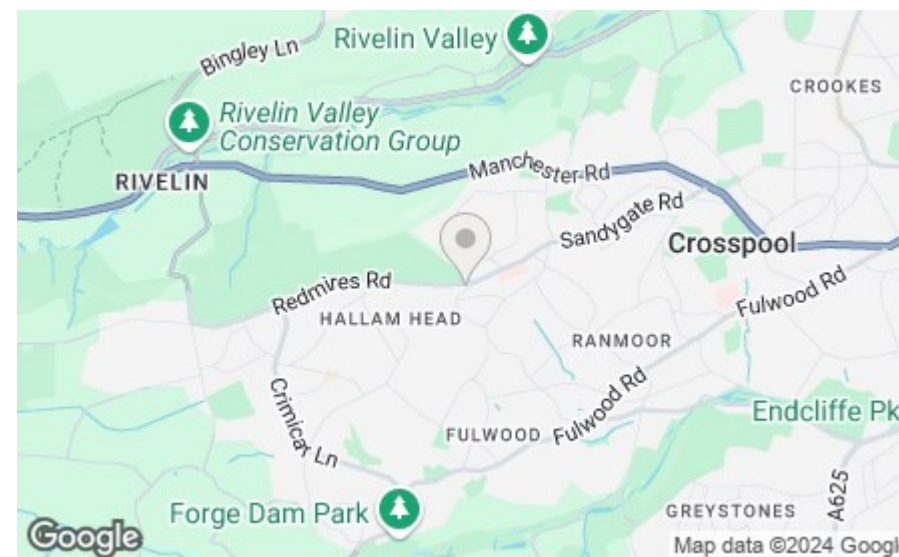 Bingley Ln
Rivelin Valley
CROOKES
Rivelin Valley
Conservation Group
Manchester Rd
RIVELIN
Sandygate Rd
Crosspool
Redmires Rd
Fulwood Rd
HALLAM HEAD
RANMOOR
Crimicar Ln
Fulwood Rd
Endcliffe Pk
FULWOOD
A625
Forge Dam Park
GREYSTONES
Google
Map data ©2024 Googl